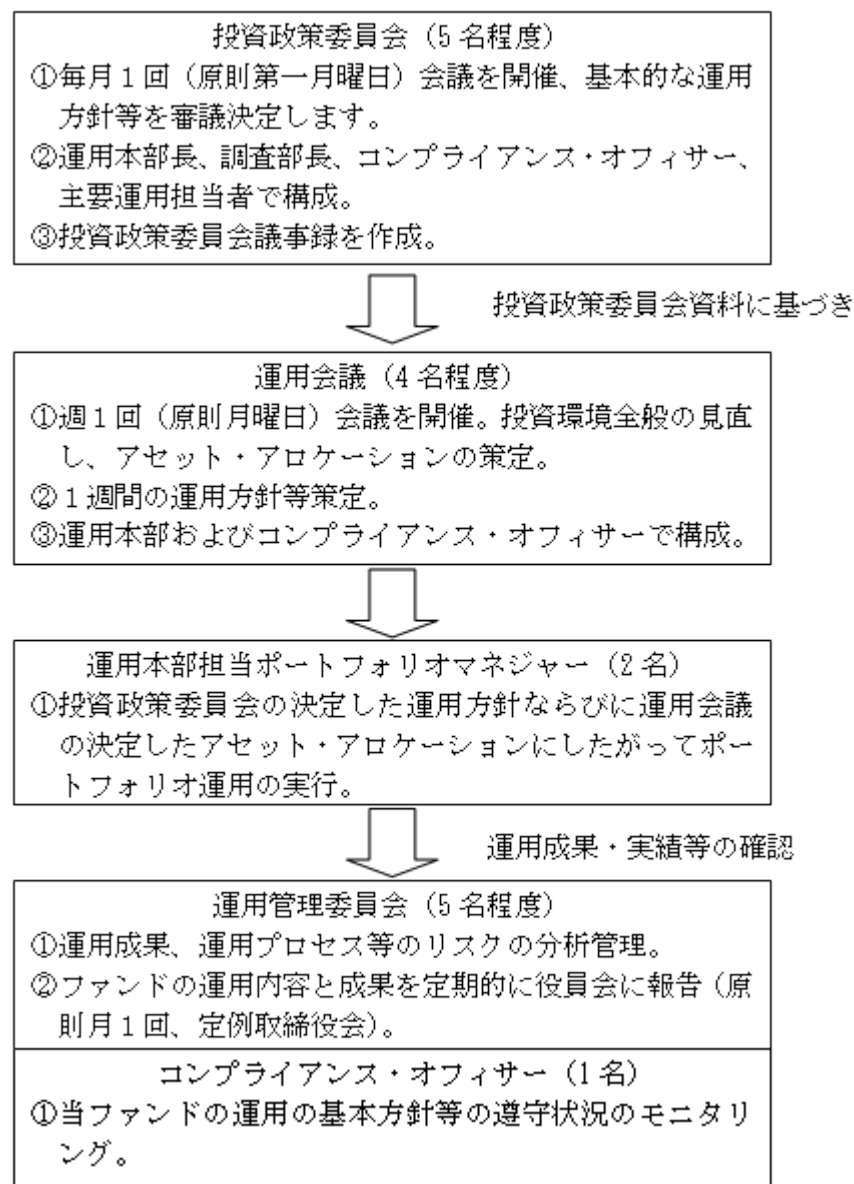 投資政策委員会（5名程度）
①毎月１回（原則第一月曜日）会議を開催、基本的な運用
方針等を審議決定します。
②運用本部長、調査部長、コンプライアンス・オフィサー、
主要運用担当者で構成。
③投資政策委員会議事録を作成。
投資政策委員会資料に基づき
運用会議（4名程度）
①週１回（原則月曜日）会議を開催。投資環境全般の見直
し、アセット・アロケーションの策定。
②１週間の運用方針等策定。
③運用本部およびコンプライアンス・オフィサーで構成。
運用本部担当ポートフォリオマネジャー（2名）
①投資政策委員会の決定した運用方針ならびに運用会議
の決定したアセット・アロケーションにしたがってポー
トフォリオ運用の実行。
運用成果・実績等の確認
運用管理委員会（5名程度）
①運用成果、運用プロセス等のリスクの分析管理。
②ファンドの運用内容と成果を定期的に役員会に報告（原
則月１回、定例取締役会）。
コンプライアンス・オフィサー（1名）
①当ファンドの運用の基本方針等の遵守状況のモニタリ
ング。